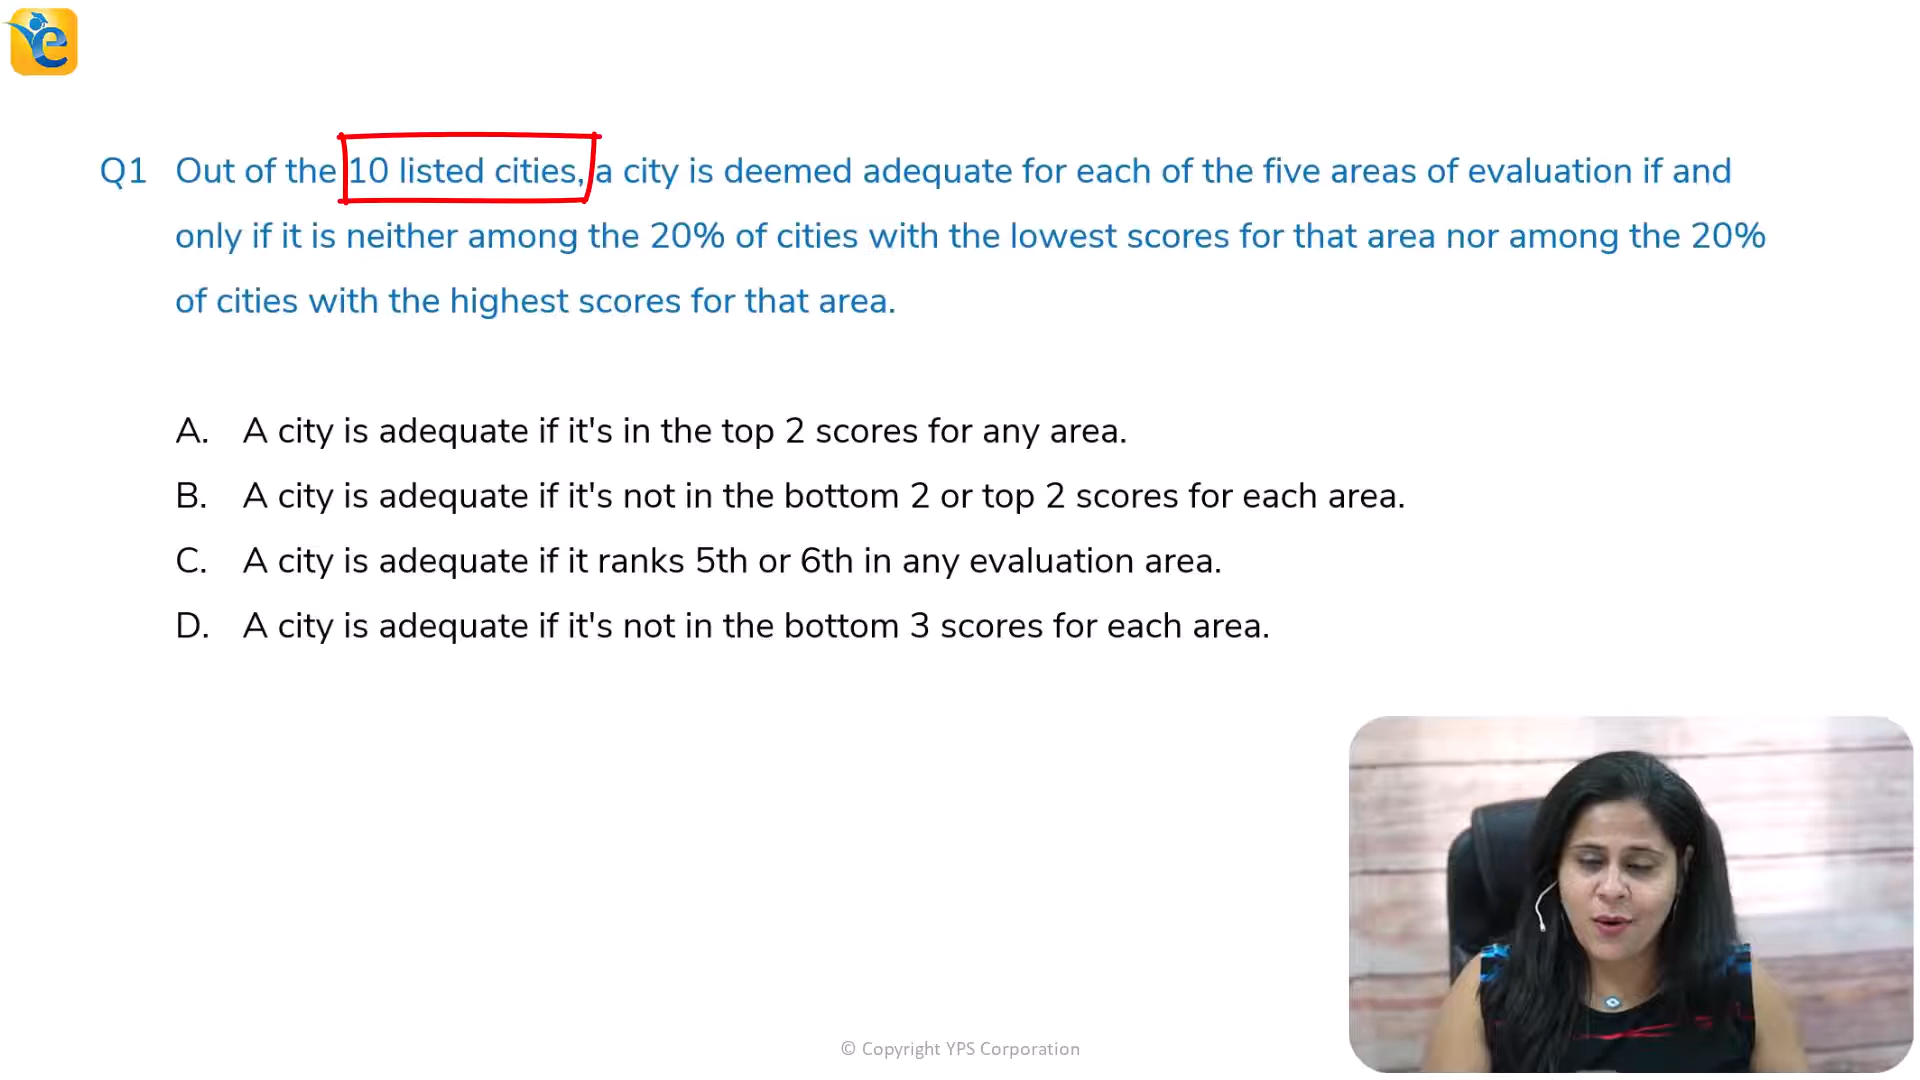 Q1 Out of the 10 listed cities, a city is deemed adequate for each of the five areas of evaluation if and
only if it is neither among the 20% of cities with the lowest scores for that area nor among the 20%
of cities with the highest scores for that area.
A. A city is adequate if it's in the top 2 scores for any area.
B. A city is adequate if it's not in the bottom 2 or top 2 scores for each area.
C. A city is adequate if it ranks 5th or 6th in any evaluation area.
D. A city is adequate if it's not in the bottom 3 scores for each area.
© Copyright YPS Corporation